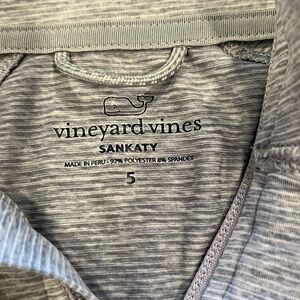 vineyard vines
SANKATY
MADE IN PERU • 92% POLYESTER 8% SPANDEX
5